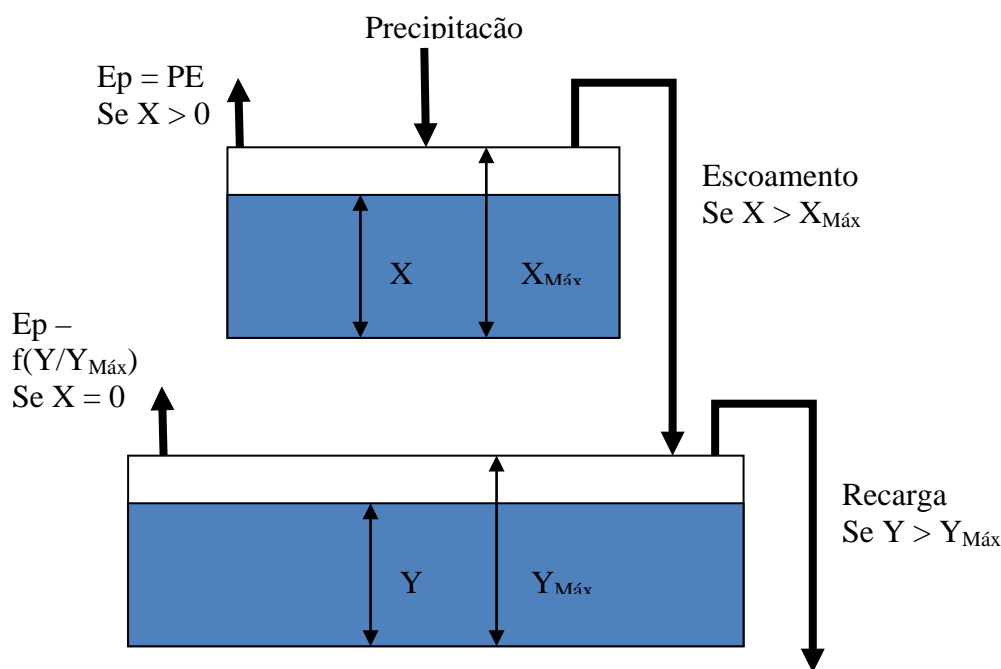 Precipitação
Ep = PE
Se X > 0
Escoamento
Se X > XMáx
X
XMáx
Ep –
f(Y/YMáx)
Se X = 0
Recarga
Se Y > YMáx
Y
YMáx